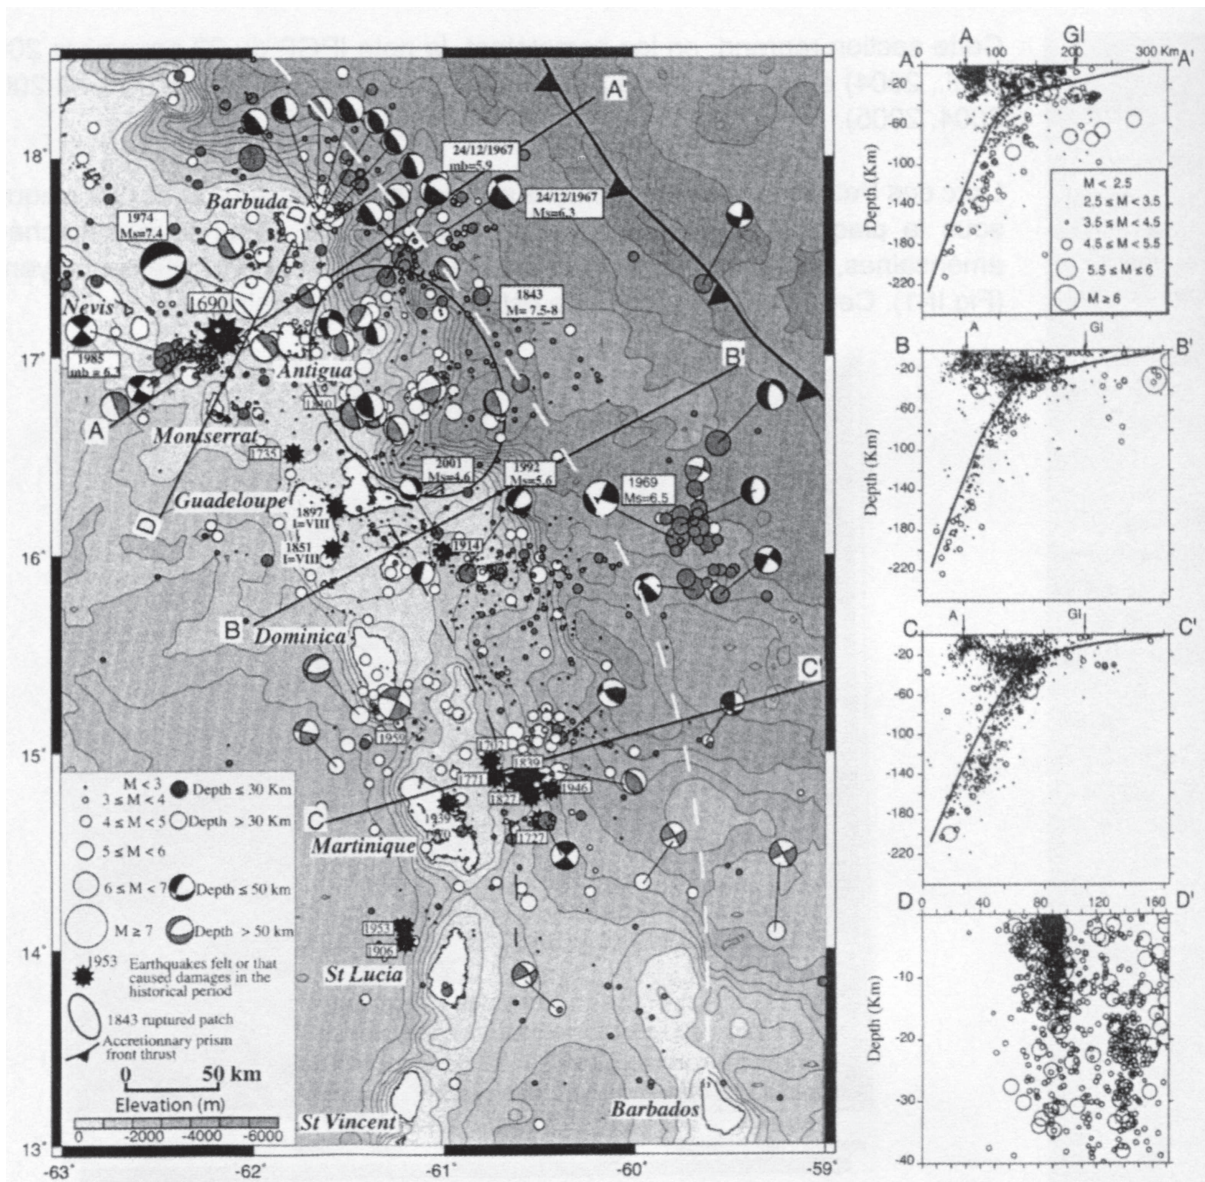 18°
17°
16°
15°
14°
13°
-63°
-62°
-61°
-60°
-59°
A'
24/12/1967
mb=5.9
24/12/1967
Ms=6.3
Barbuda
D'
1974
Ms=7.4
Nevis
1690
1843
M= 7.5-8
1985
mb = 6.3
Antigua
1830
B'
A
Montserrat
1735
2001
Ms=4.6
1992
Ms=5.6
1969
Ms=6.5
Guadeloupe
D
1897
I=VIII
1851
I=VIII
1914
B
Dominica
C'
1959
1702
1839
1771
1946
1827
C
1939
Martinique
1727
1953
1906
St Lucia
St Vincent
Barbados
M < 3
3 ≤ M < 4
Depth ≤ 30 Km
4 ≤ M < 5
Depth > 30 Km
5 ≤ M < 6
6 ≤ M < 7
Depth ≤ 50 km
M ≥ 7
Depth > 50 km
1953
Earthquakes felt or that
caused damages in the
historical period
1843 ruptured patch
Accretionnary prism
front thrust
0 50 km
Elevation (m)
0 -2000 -4000 -6000
A GI
0 100 200 300 Km
A'
-20
-60
-100
-140
-180
-220
Depth (Km)
M < 2.5
2.5 ≤ M < 3.5
3.5 ≤ M < 4.5
4.5 ≤ M < 5.5
5.5 ≤ M ≤ 6
M ≥ 6
A GI
B B'
-20
-60
-100
-140
-180
-220
Depth (Km)
A GI
C C'
-20
-60
-100
-140
-180
-220
Depth (Km)
D 0 40 80 120 160 D'
-10
-20
-30
-40
Depth (Km)